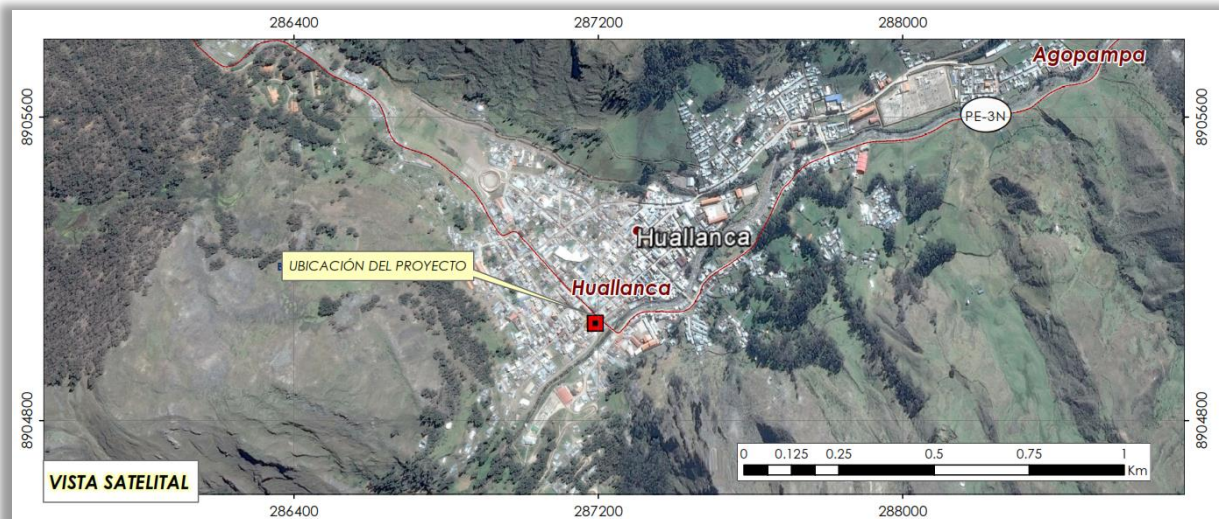 286400
287200
288000
Agopampa
8905600
PE-3N
8905600
Huallanca
UBICACIÓN DEL PROYECTO
Huallanca
8904800
8904800
0 0.125 0.25 0.5 0.75 1
Km
VISTA SATELITAL
286400
287200
288000